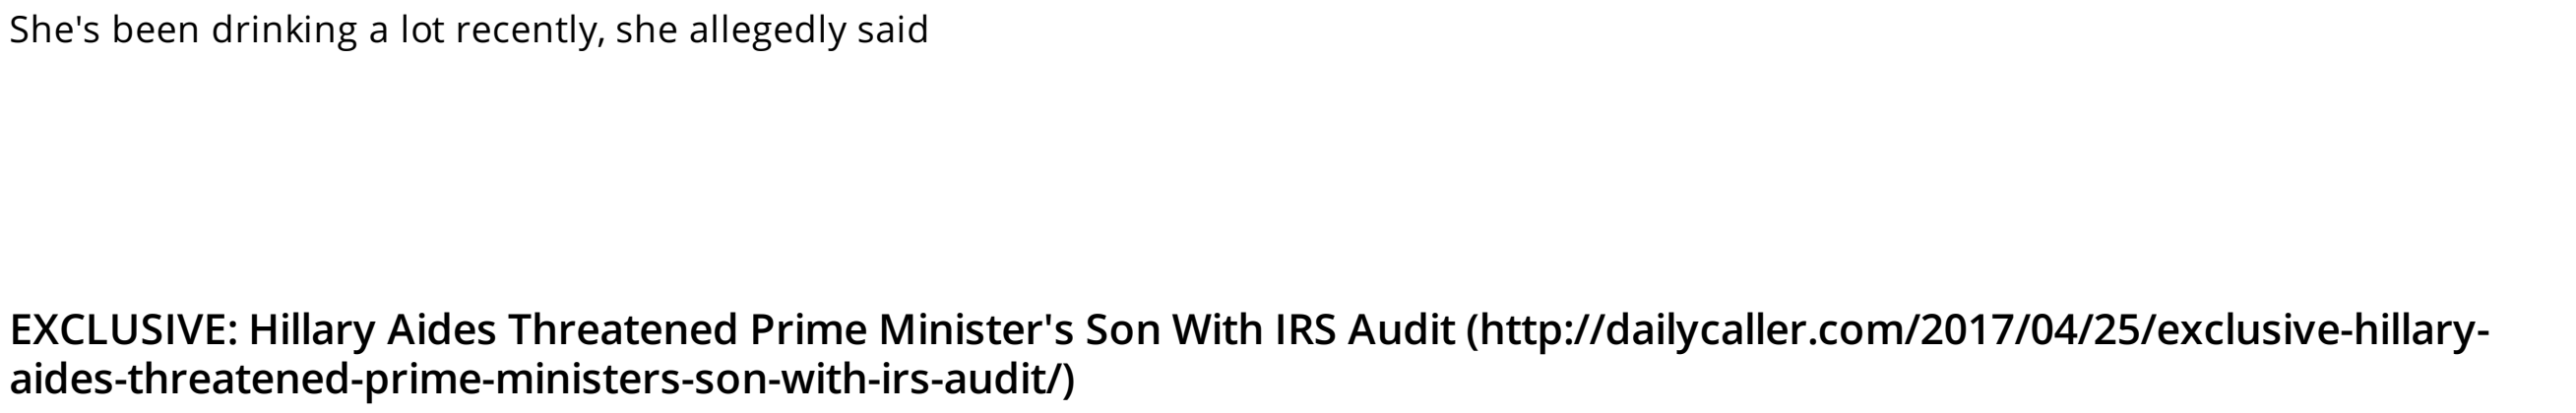 She's been drinking a lot recently, she allegedly said
EXCLUSIVE: Hillary Aides Threatened Prime Minister's Son With IRS Audit (http://dailycaller.com/2017/04/25/exclusive-hillary-
aides-threatened-prime-ministers-son-with-irs-audit/)